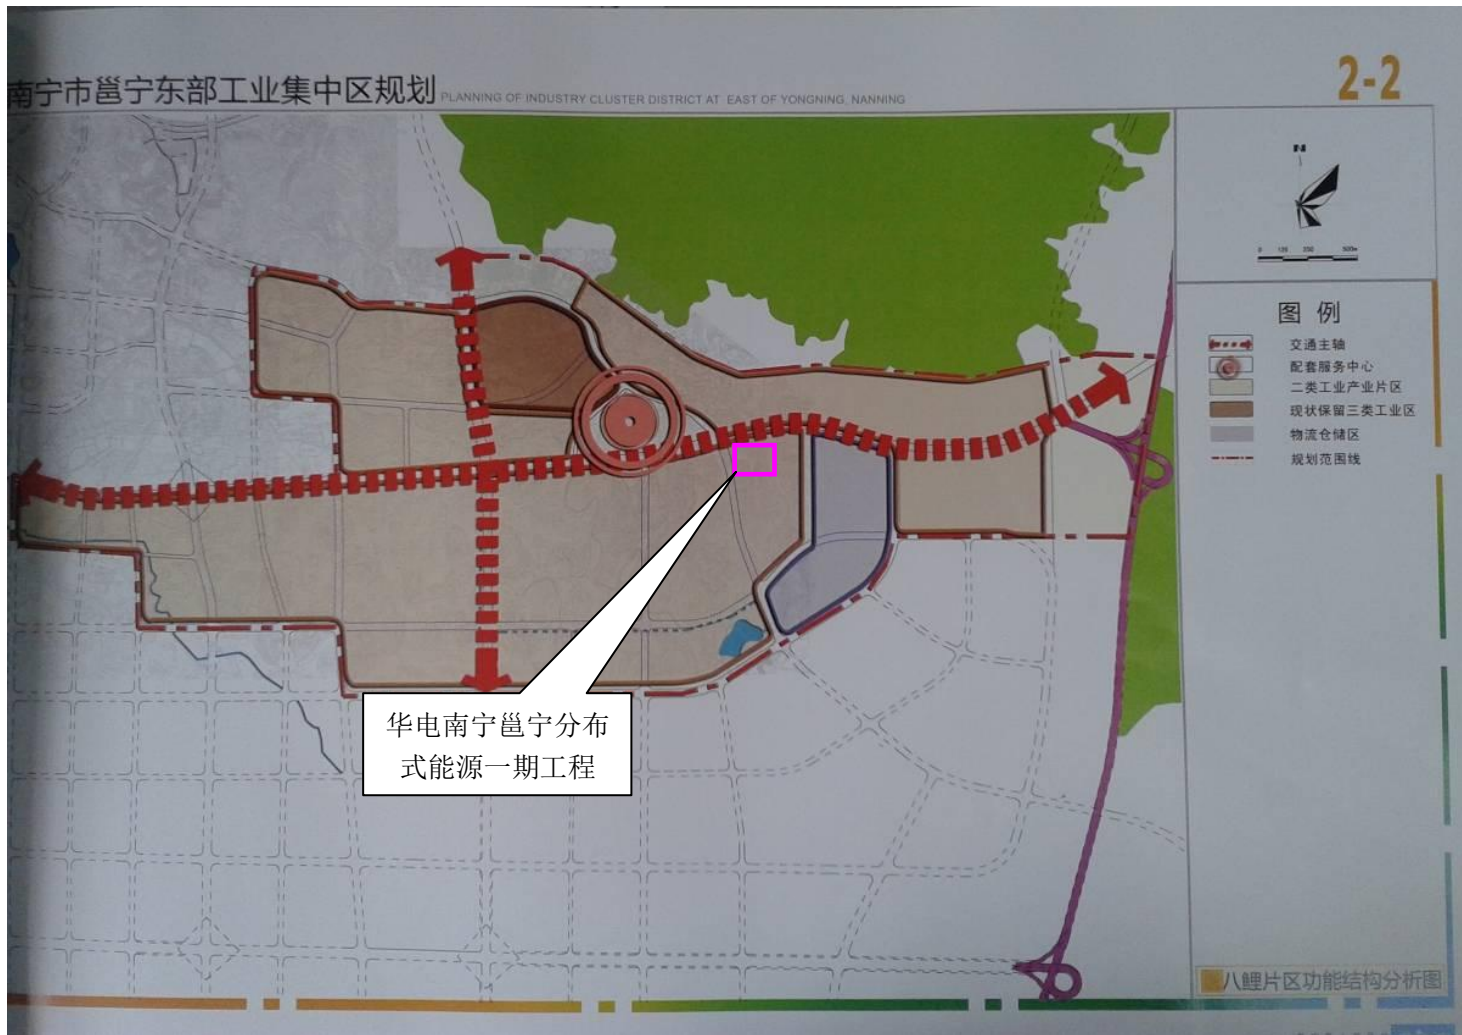 南宁市邕宁东部工业集中区规划 PLANNING OF INDUSTRY CLUSTER DISTRICT AT EAST OF YONGNING, NANNING
2-2
N
0 125 250 500m
图 例
交通主轴
配套服务中心
二类工业产业片区
现状保留三类工业区
物流仓储区
规划范围线
华电南宁邕宁分布
式能源一期工程
八鲤片区功能结构分析图